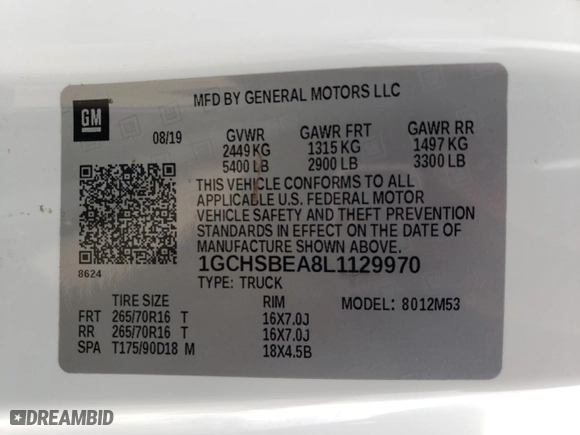 GM
MFD BY GENERAL MOTORS LLC
08/19 GVWR GAWR FRT GAWR RR
2449 KG 1315 KG 1497 KG
5400 LB 2900 LB 3300 LB
THIS VEHICLE CONFORMS TO ALL
APPLICABLE U.S. FEDERAL MOTOR
VEHICLE SAFETY AND THEFT PREVENTION
STANDARDS IN EFFECT ON THE DATE OF
MANUFACTURE SHOWN ABOVE.
8624
1GCHSBEA8L1129970
TYPE: TRUCK
TIRE SIZE RIM MODEL: 8012M53
FRT 265/70R16 T 16X7.0J
RR 265/70R16 T 16X7.0J
SPA T175/90D18 M 18X4.5B
DREAMBID